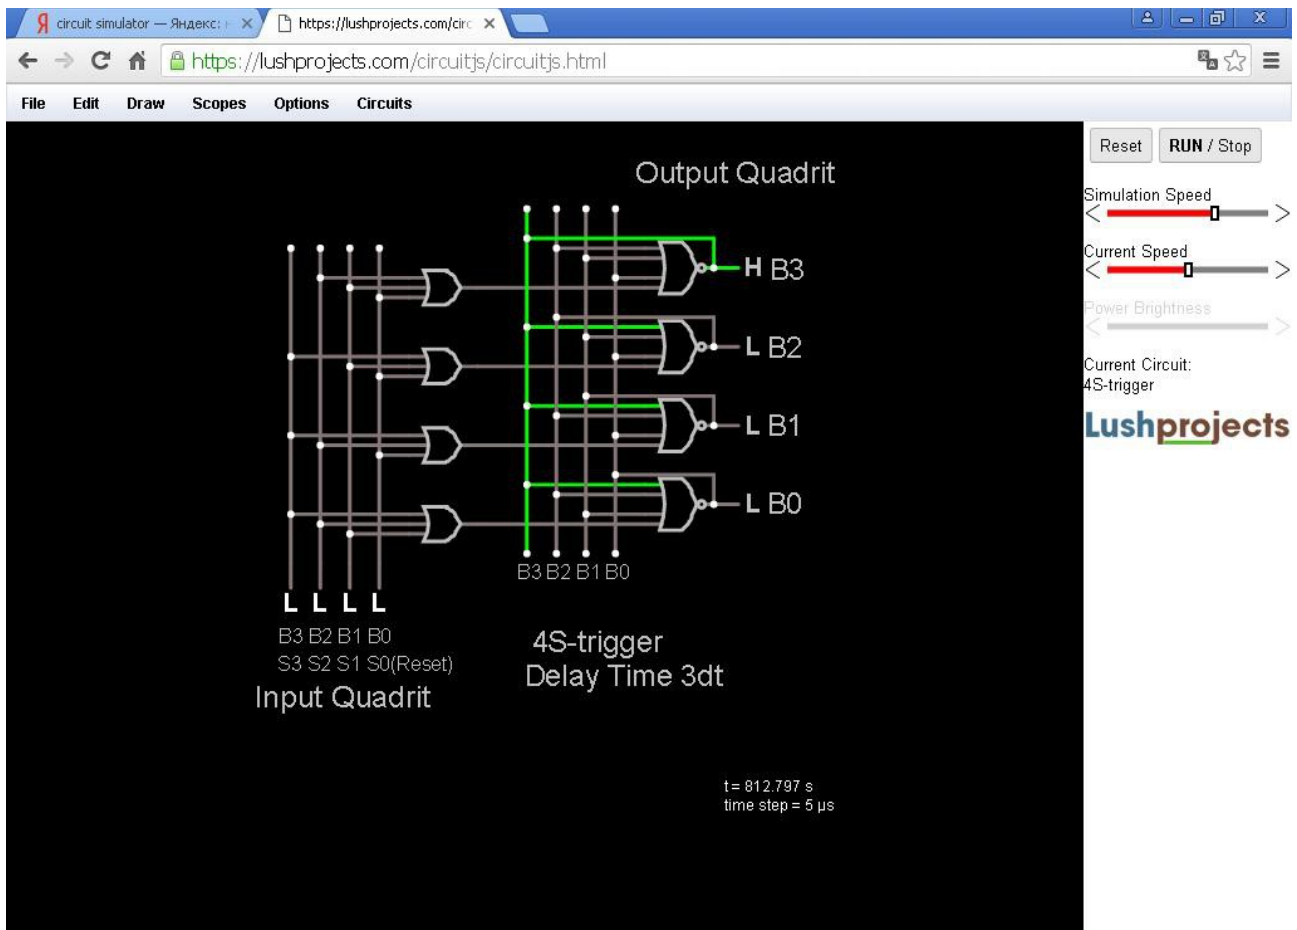 Я circuit simulator — Яндекс: н
https://lushprojects.com/circ
https://lushprojects.com/circuitjs/circuitjs.html
File Edit Draw Scopes Options Circuits
Reset RUN / Stop
Simulation Speed
Current Speed
Power Brightness
Current Circuit:
4S-trigger
Lushprojects
Output Quadrit
H B3
L B2
L B1
L B0
B3 B2 B1 B0
L L L L
B3 B2 B1 B0
S3 S2 S1 S0(Reset)
Input Quadrit
4S-trigger
Delay Time 3dt
t = 812.797 s
time step = 5 µs